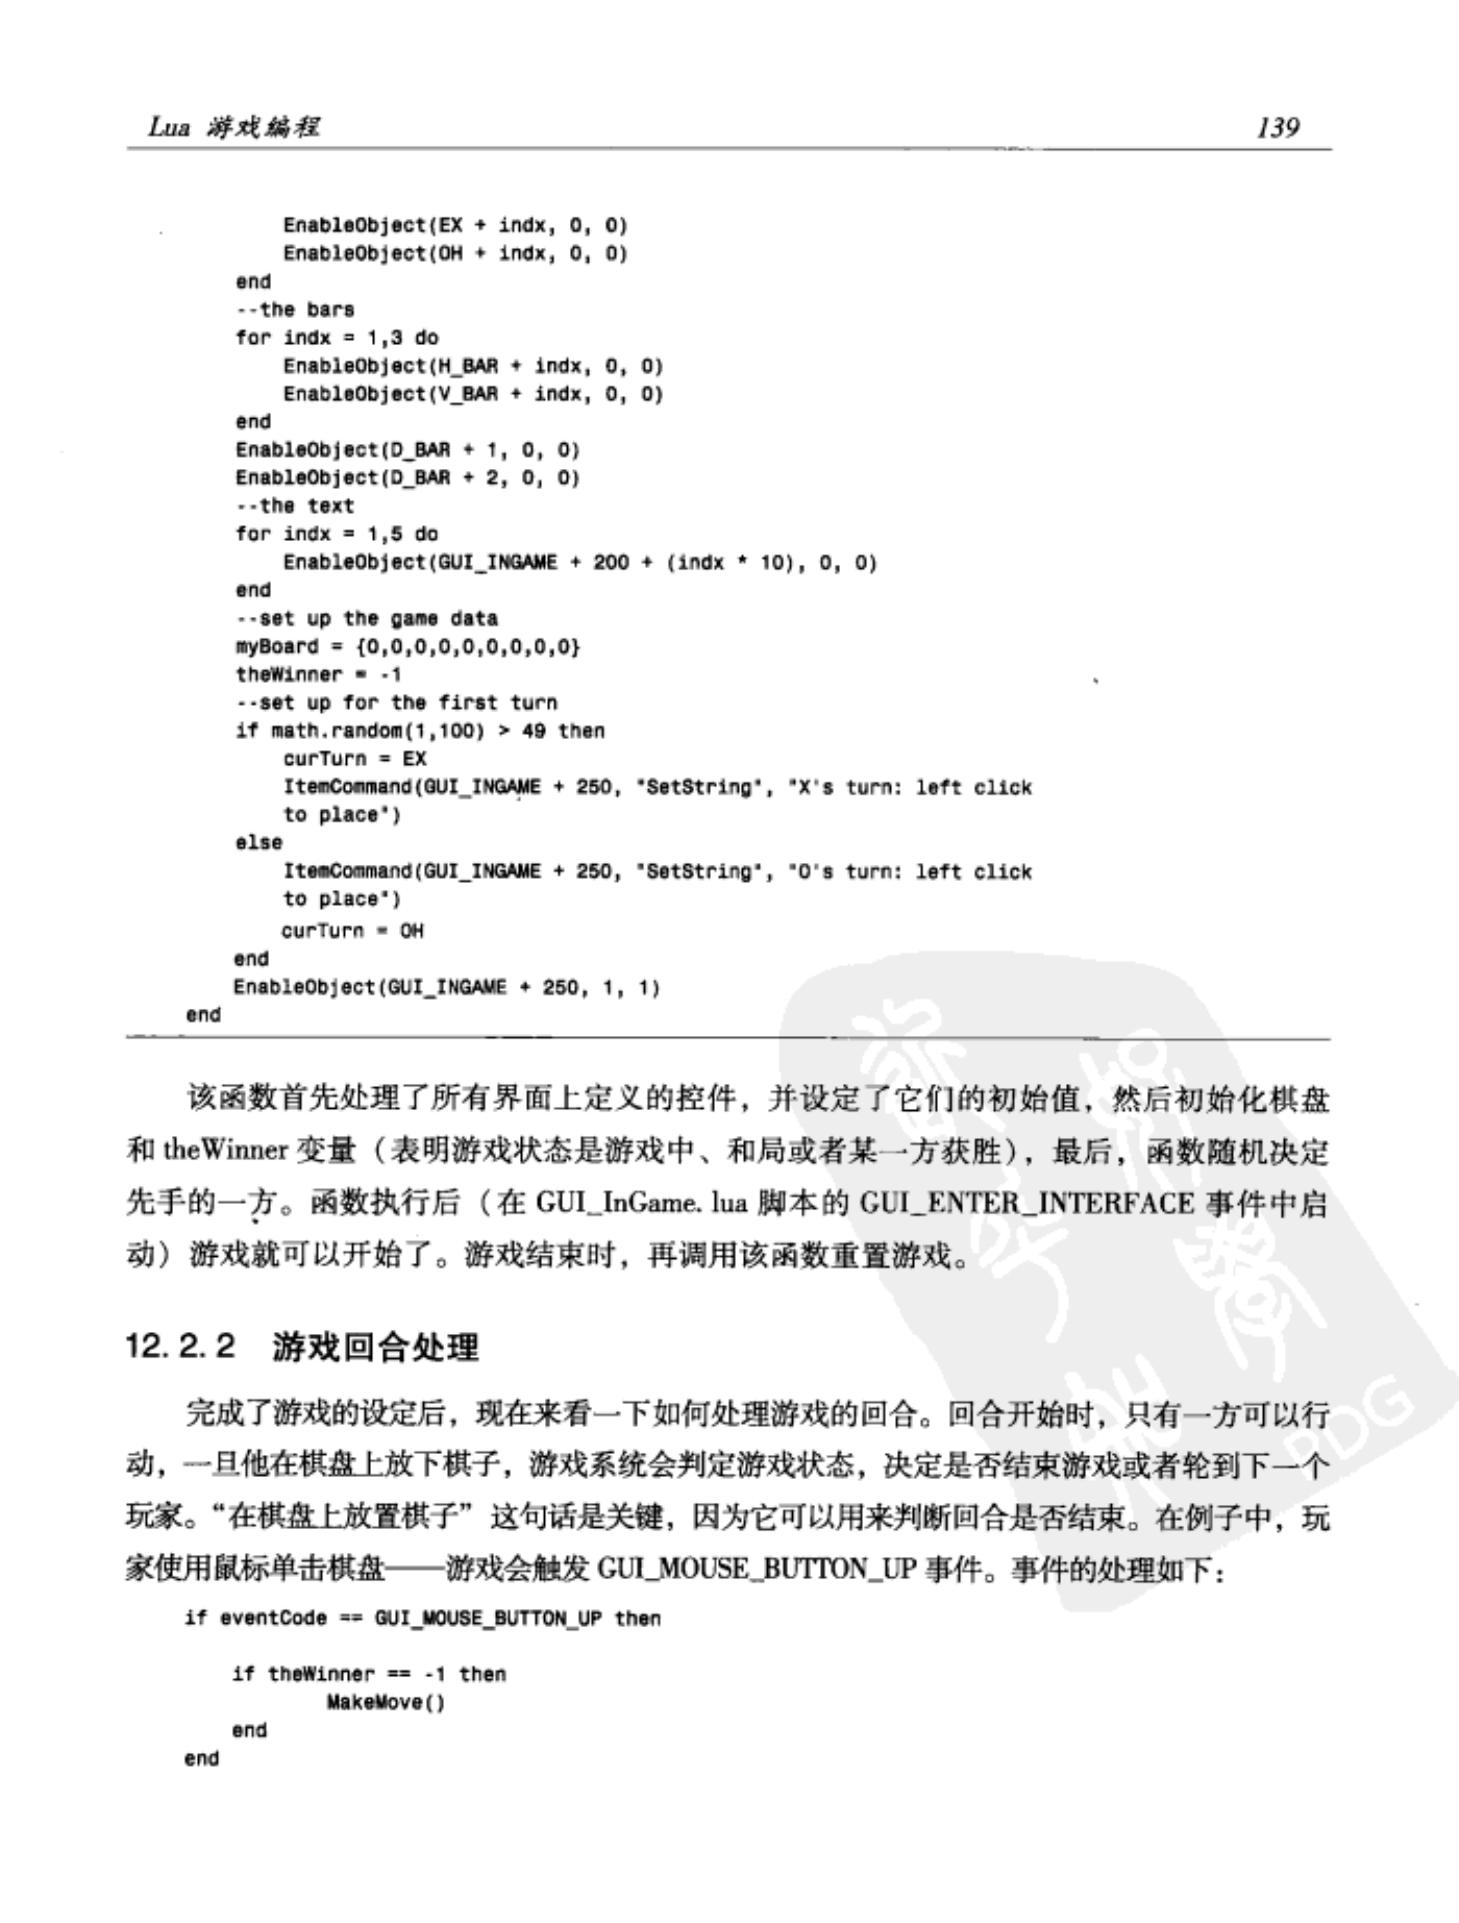 Lua 游戏编程 139
EnableObject(EX + indx, 0, 0)
EnableObject(OH + indx, 0, 0)
end
--the bars
for indx = 1,3 do
EnableObject(H_BAR + indx, 0, 0)
EnableObject(V_BAR + indx, 0, 0)
end
EnableObject(D_BAR + 1, 0, 0)
EnableObject(D_BAR + 2, 0, 0)
--the text
for indx = 1,5 do
EnableObject(GUI_INGAME + 200 + (indx * 10), 0, 0)
end
--set up the game data
myBoard = {0,0,0,0,0,0,0,0,0}
theWinner = -1
--set up for the first turn
if math.random(1,100) > 49 then
curTurn = EX
ItemCommand(GUI_INGAME + 250, "SetString", "X's turn: left click
to place")
else
ItemCommand(GUI_INGAME + 250, "SetString", "O's turn: left click
to place")
curTurn = OH
end
EnableObject(GUI_INGAME + 250, 1, 1)
end
该函数首先处理了所有界面上定义的控件，并设定了它们的初始值，然后初始化棋盘
和 theWinner 变量（表明游戏状态是游戏中、和局或者某一方获胜），最后，函数随机决定
先手的一方。函数执行后（在 GUI_InGame. lua 脚本的 GUI_ENTER_INTERFACE 事件中启
动）游戏就可以开始了。游戏结束时，再调用该函数重置游戏。
12. 2. 2 游戏回合处理
完成了游戏的设定后，现在来看一下如何处理游戏的回合。回合开始时，只有一方可以行
动，一旦他在棋盘上放下棋子，游戏系统会判定游戏状态，决定是否结束游戏或者轮到下一个
玩家。“在棋盘上放置棋子”这句话是关键，因为它可以用来判断回合是否结束。在例子中，玩
家使用鼠标单击棋盘——游戏会触发 GUI_MOUSE_BUTTON_UP 事件。事件的处理如下：
if eventCode == GUI_MOUSE_BUTTON_UP then
if theWinner == -1 then
MakeMove()
end
end
PDG